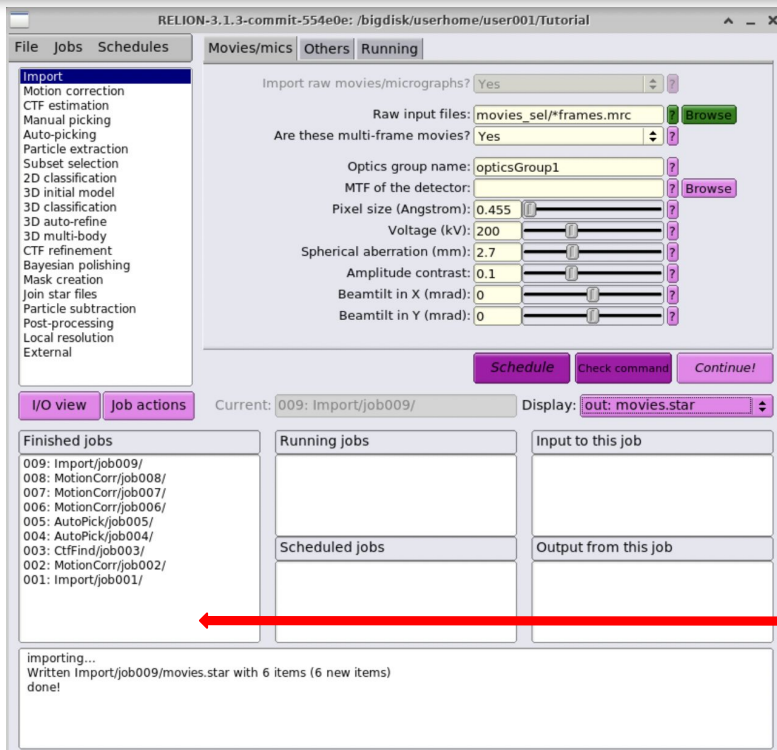 RELION-3.1.3-commit-554e0e: /bigdisk/userhome/user001/Tutorial
File Jobs Schedules
Movies/mics Others Running
Import
Motion correction
CTF estimation
Manual picking
Auto-picking
Particle extraction
Subset selection
2D classification
3D initial model
3D classification
3D auto-refine
3D multi-body
CTF refinement
Bayesian polishing
Mask creation
Join star files
Particle subtraction
Post-processing
Local resolution
External
Import raw movies/micrographs? Yes ?
Raw input files: movies_sel/*frames.mrc ? Browse
Are these multi-frame movies? Yes ?
Optics group name: opticsGroup1 ?
MTF of the detector: ? Browse
Pixel size (Angstrom): 0.455 ?
Voltage (kV): 200 ?
Spherical aberration (mm): 2.7 ?
Amplitude contrast: 0.1 ?
Beamtilt in X (mrad): 0 ?
Beamtilt in Y (mrad): 0 ?
Schedule Check command Continue!
I/O view Job actions Current: 009: Import/job009/ Display: out: movies.star
Finished jobs
009: Import/job009/
008: MotionCorr/job008/
007: MotionCorr/job007/
006: MotionCorr/job006/
005: AutoPick/job005/
004: AutoPick/job004/
003: CtfFind/job003/
002: MotionCorr/job002/
001: Import/job001/
Running jobs
Scheduled jobs
Input to this job
Output from this job
importing...
Written Import/job009/movies.star with 6 items (6 new items)
done!